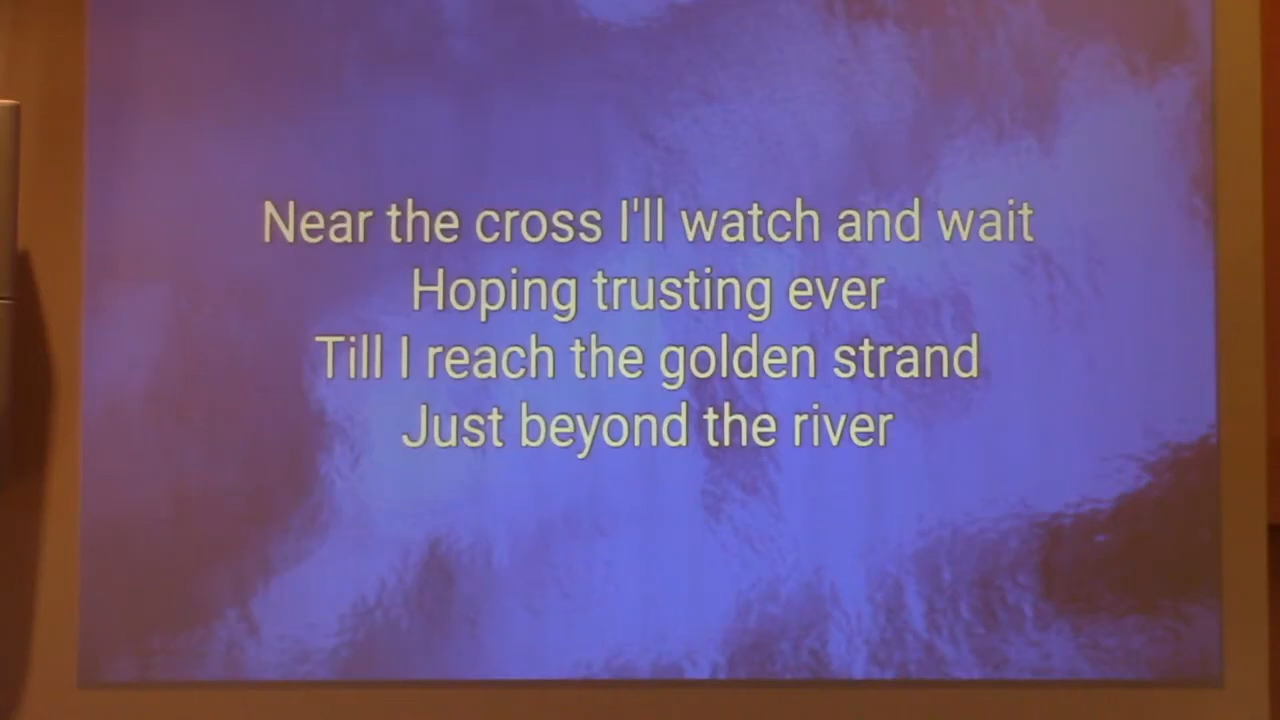 Near the cross I'll watch and wait
Hoping trusting ever
Till I reach the golden strand
Just beyond the river